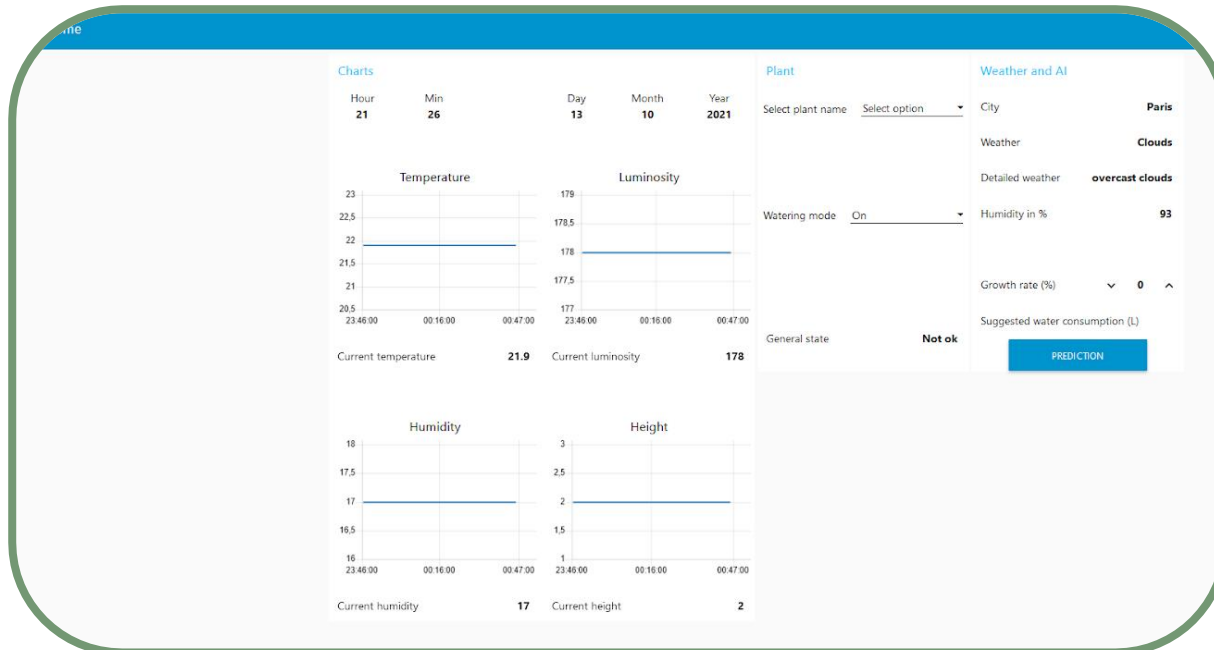 me
Charts
Hour Min Day Month Year
21 26 13 10 2021
Temperature Luminosity
23 179
22,5 178,5
22 178
21,5 177,5
21 177
20,5
23:46:00 00:16:00 00:47:00 23:46:00 00:16:00 00:47:00
Current temperature 21.9 Current luminosity 178
Humidity Height
18 3
17,5 2,5
17 2
16,5 1,5
16 1
23:46:00 00:16:00 00:47:00 23:46:00 00:16:00 00:47:00
Current humidity 17 Current height 2
Plant
Select plant name Select option
Watering mode On
General state Not ok
Weather and AI
City Paris
Weather Clouds
Detailed weather overcast clouds
Humidity in % 93
Growth rate (%) 0
Suggested water consumption (L)
PREDICTION